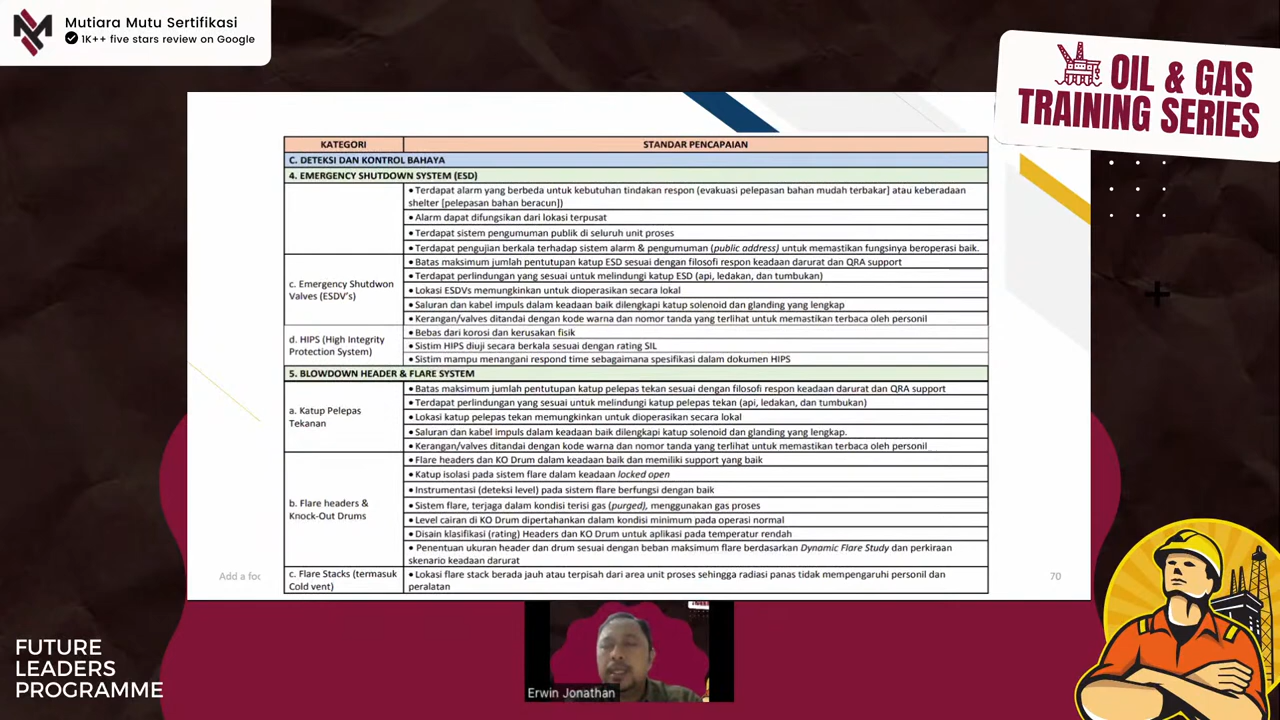 Mutiara Mutu Sertifikasi
1K++ five stars review on Google
OIL & GAS
TRAINING SERIES
KATEGORI STANDAR PENCAPAIAN
C. DETEKSI DAN KONTROL BAHAYA
4. EMERGENCY SHUTDOWN SYSTEM (ESD)
• Terdapat alarm yang berbeda untuk kebutuhan tindakan respon (evakuasi pelepasan bahan mudah terbakar] atau keberadaan
shelter [pelepasan bahan beracun])
• Alarm dapat difungsikan dari lokasi terpusat
• Terdapat sistem pengumuman publik di seluruh unit proses
• Terdapat pengujian berkala terhadap sistem alarm & pengumuman (public address) untuk memastikan fungsinya beroperasi baik.
c. Emergency Shutdwon
Valves (ESDV's)
• Batas maksimum jumlah pentutupan katup ESD sesuai dengan filosofi respon keadaan darurat dan QRA support
• Terdapat perlindungan yang sesuai untuk melindungi katup ESD (api, ledakan, dan tumbukan)
• Lokasi ESDVs memungkinkan untuk dioperasikan secara lokal
• Saluran dan kabel impuls dalam keadaan baik dilengkapi katup solenoid dan glanding yang lengkap
• Kerangan/valves ditandai dengan kode warna dan nomor tanda yang terlihat untuk memastikan terbaca oleh personil
d. HIPS (High Integrity
Protection System)
• Bebas dari korosi dan kerusakan fisik
• Sistim HIPS diuji secara berkala sesuai dengan rating SIL
• Sistim mampu menangani respond time sebagaimana spesifikasi dalam dokumen HIPS
5. BLOWDOWN HEADER & FLARE SYSTEM
a. Katup Pelepas
Tekanan
• Batas maksimum jumlah pentutupan katup pelepas tekan sesuai dengan filosofi respon keadaan darurat dan QRA support
• Terdapat perlindungan yang sesuai untuk melindungi katup pelepas tekan (api, ledakan, dan tumbukan)
• Lokasi katup pelepas tekan memungkinkan untuk dioperasikan secara lokal
• Saluran dan kabel impuls dalam keadaan baik dilengkapi katup solenoid dan glanding yang lengkap.
• Kerangan/valves ditandai dengan kode warna dan nomor tanda yang terlihat untuk memastikan terbaca oleh personil
b. Flare headers &
Knock-Out Drums
• Flare headers dan KO Drum dalam keadaan baik dan memiliki support yang baik
• Katup isolasi pada sistem flare dalam keadaan locked open
• Instrumentasi (deteksi level) pada sistem flare berfungsi dengan baik
• Sistem flare, terjaga dalam kondisi terisi gas (purged), menggunakan gas proses
• Level cairan di KO Drum dipertahankan dalam kondisi minimum pada operasi normal
• Disain klasifikasi (rating) Headers dan KO Drum untuk aplikasi pada temperatur rendah
• Penentuan ukuran header dan drum sesuai dengan beban maksimum flare berdasarkan Dynamic Flare Study dan perkiraan
skenario keadaan darurat
c. Flare Stacks (termasuk
Cold vent)
• Lokasi flare stack berada jauh atau terpisah dari area unit proses sehingga radiasi panas tidak mempengaruhi personil dan
peralatan
Add a foc
70
FUTURE
LEADERS
PROGRAMME
Erwin Jonathan